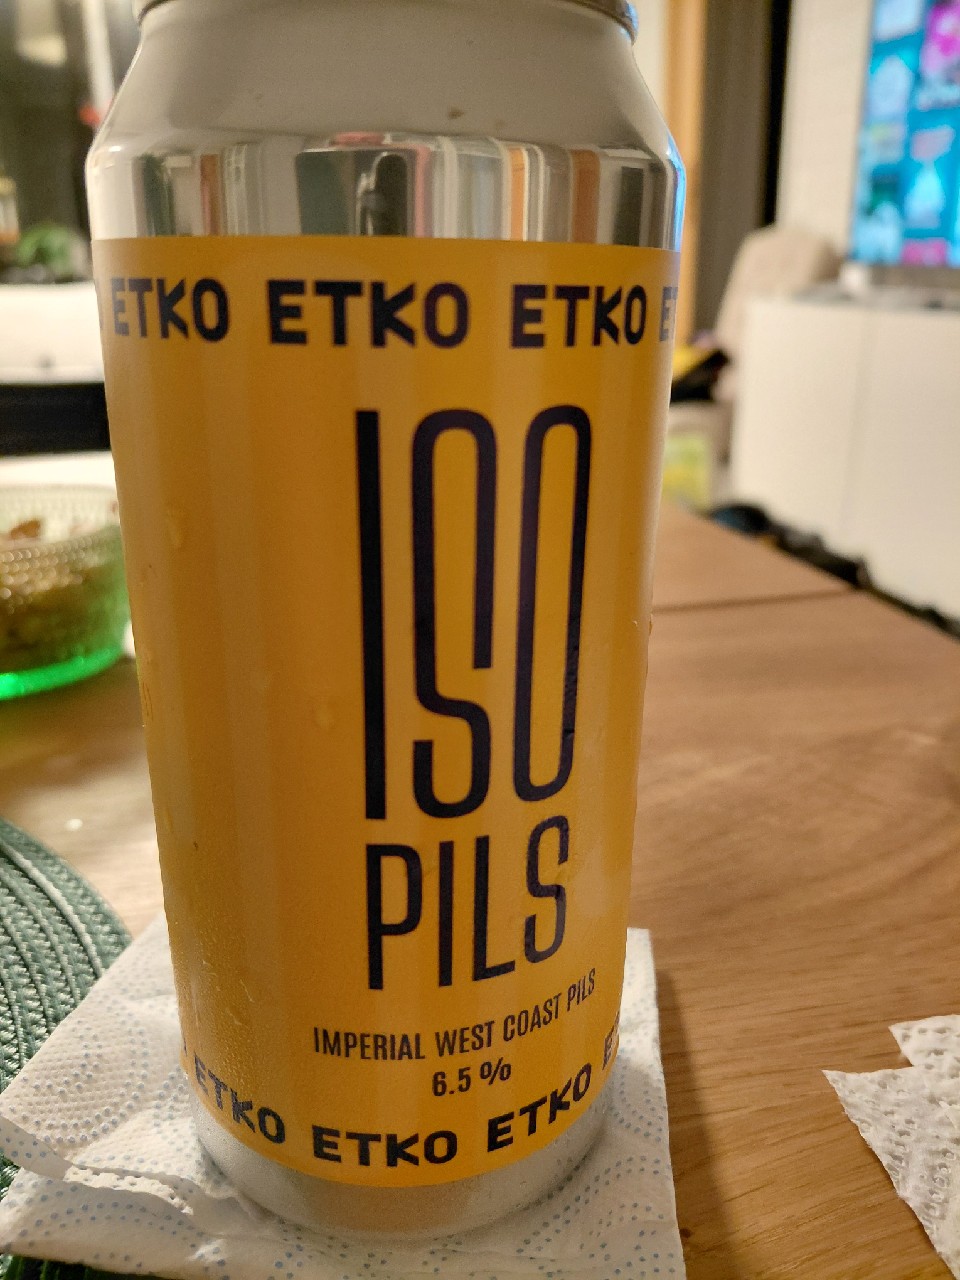 ETKO ETKO ETKO
ISO
PILS
IMPERIAL WEST COAST PILS
6.5 %
ETKO ETKO ETKO